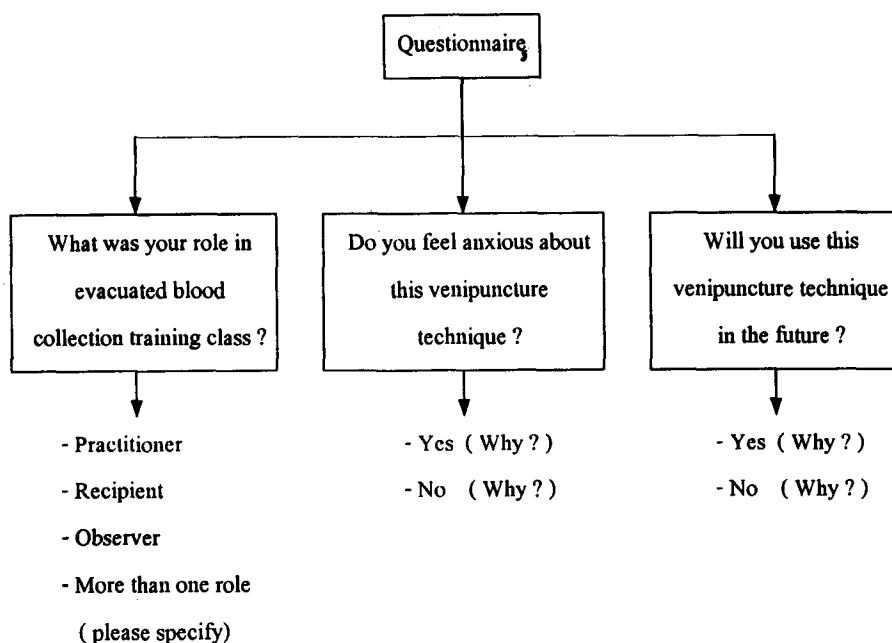 Questionnaires
What was your role in
evacuated blood
collection training class ?
Do you feel anxious about
this venipuncture
technique ?
Will you use this
venipuncture technique
in the future ?
- Practitioner
- Recipient
- Observer
- More than one role
( please specify)
- Yes ( Why ? )
- No ( Why ? )
- Yes ( Why ? )
- No ( Why ? )